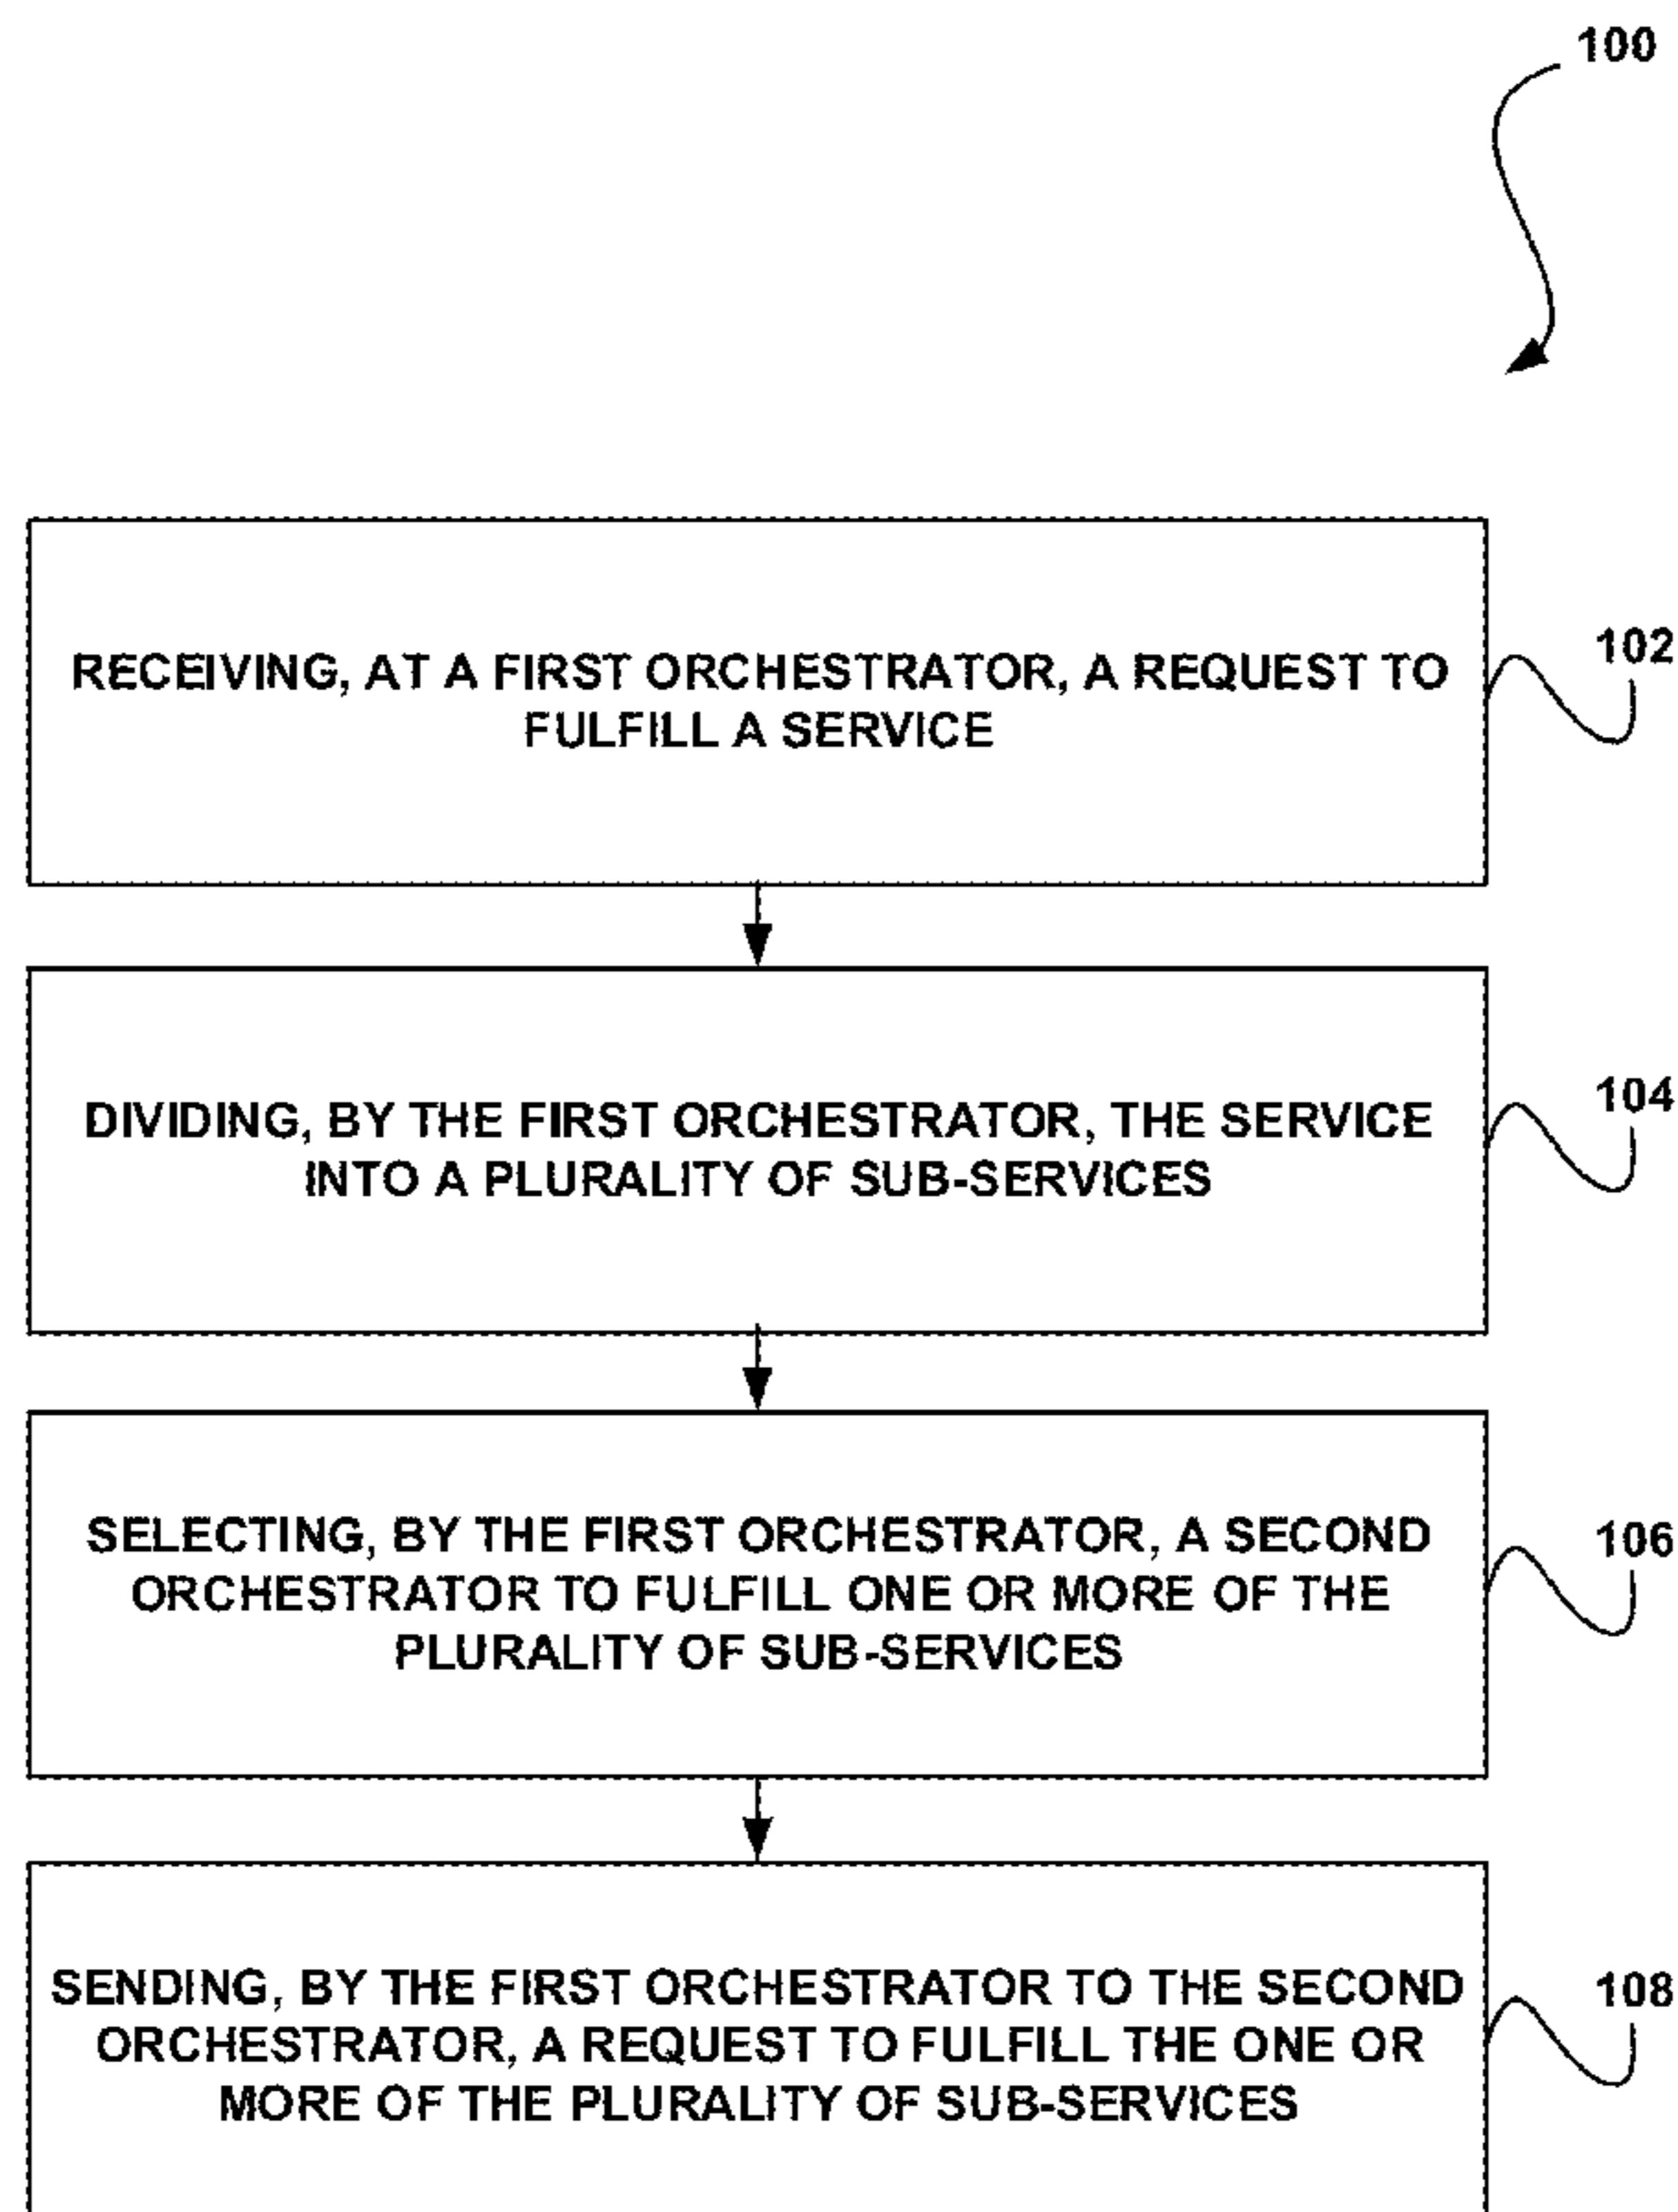 100
RECEIVING, AT A FIRST ORCHESTRATOR, A REQUEST TO
FULFILL A SERVICE
102
DIVIDING, BY THE FIRST ORCHESTRATOR, THE SERVICE
INTO A PLURALITY OF SUB-SERVICES
104
SELECTING, BY THE FIRST ORCHESTRATOR, A SECOND
ORCHESTRATOR TO FULFILL ONE OR MORE OF THE
PLURALITY OF SUB-SERVICES
106
SENDING, BY THE FIRST ORCHESTRATOR TO THE SECOND
ORCHESTRATOR, A REQUEST TO FULFILL THE ONE OR
MORE OF THE PLURALITY OF SUB-SERVICES
108